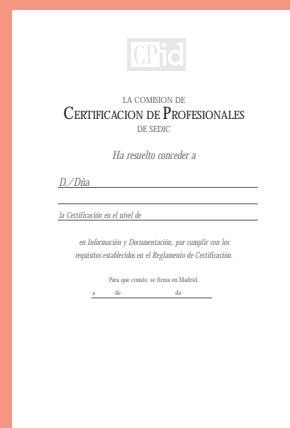 CPid
LA COMISION DE
CERTIFICACION DE PROFESIONALES
DE SEDIC
Ha resuelto conceder a
D./Dña
la Certificación en el nivel de
en Información y Documentación, por cumplir con los
requisitos establecidos en el Reglamento de Certificación.
Para que conste, se firma en Madrid,
a de de